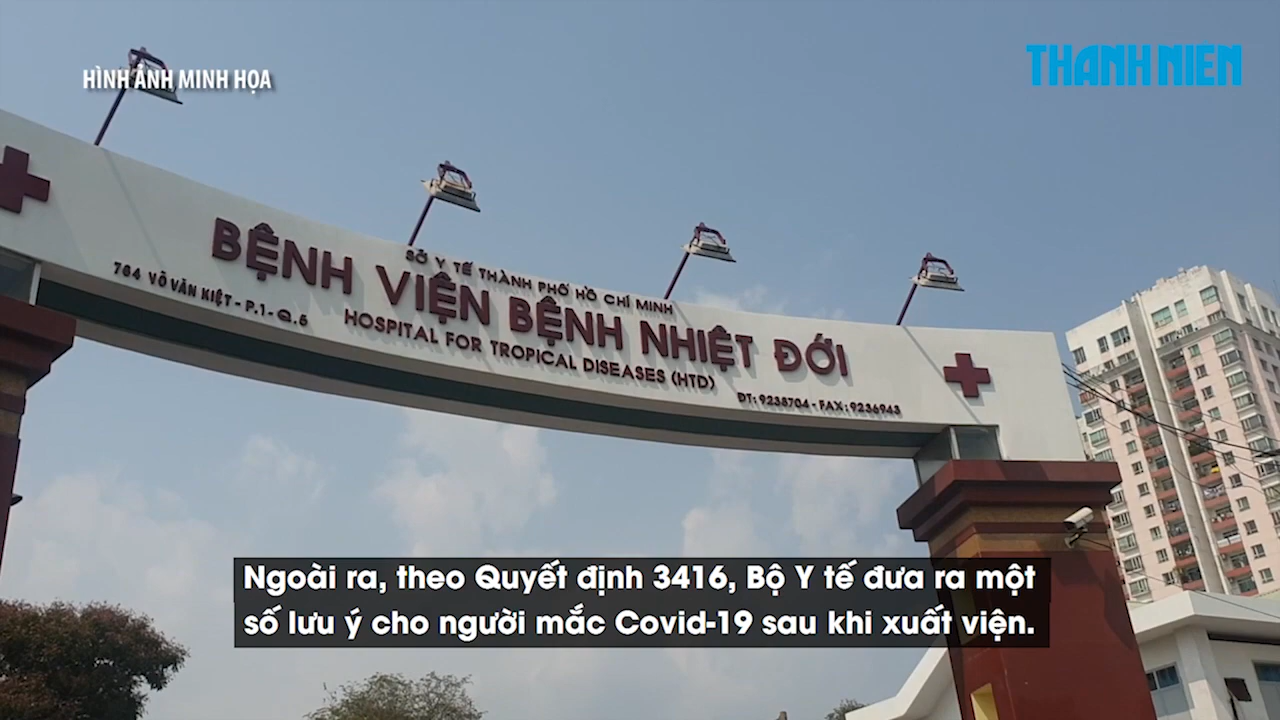 HÌNH ẢNH MINH HỌA
THANH NIEN
SỞ Y TẾ THÀNH PHỐ HỒ CHÍ MINH
BỆNH VIỆN BỆNH NHIỆT ĐỚI
764 VÕ VĂN KIỆT - P.1 - Q.5
HOSPITAL FOR TROPICAL DISEASES (HTD)
ĐT: 9238704 - FAX: 9236943
Ngoài ra, theo Quyết định 3416, Bộ Y tế đưa ra một
số lưu ý cho người mắc Covid-19 sau khi xuất viện.